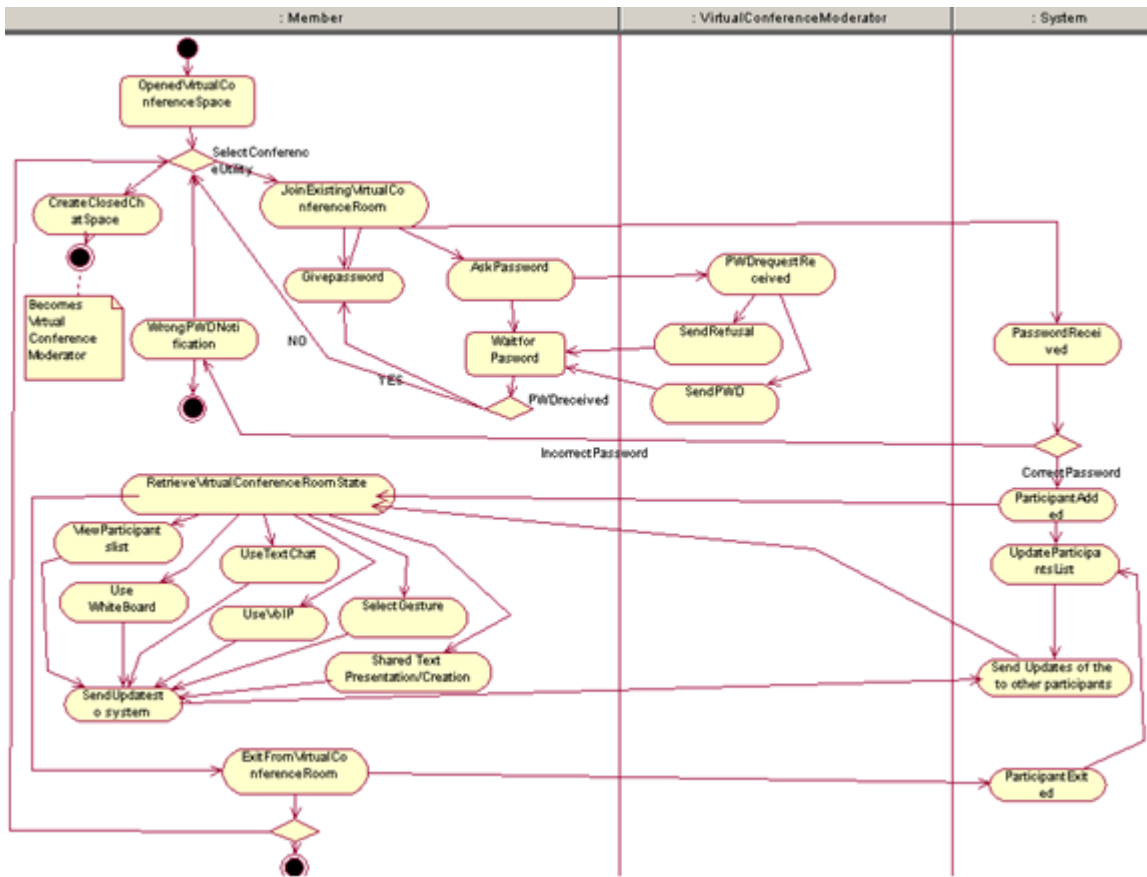 : Member
: VirtualConferenceModerator
: System
OpenedVirtualCo
nferenceSpace
SelectConferenc
eUtility
CreateClosedCh
atSpace
JoinExistingVirtualCo
nferenceRoom
Givepassword
AskPassword
PWDrequestRe
ceived
Becomes
Virtual
Conference
Moderator
WrongPWDNoti
fication
NO
Waitfor
Pasword
SendRefusal
PasswordRecei
ved
YES
PWDreceived
SendPWD
IncorrectPassword
CorrectPassword
RetrieveVirtualConferenceRoomState
ParticipantAdd
ed
ViewParticipant
slist
UseTextChat
UpdateParticipa
ntsList
Use
WhiteBoard
UseVoIP
SelectGesture
Shared Text
Presentation/Creation
Send Updates of the
to other participants
SendUpdatest
o system
ExitFromVirtualCo
nferenceRoom
ParticipantExit
ed